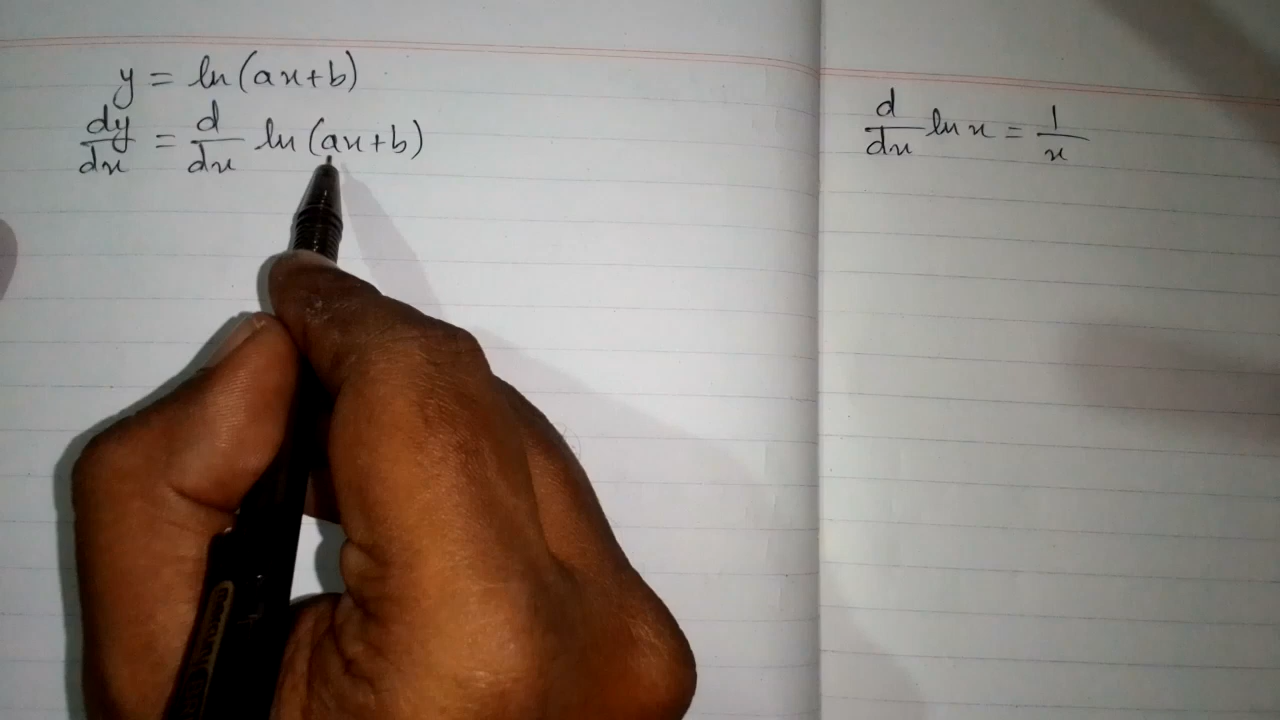 y = ln(ax+b)
dy/dx = d/dx ln(ax+b)
d/dx ln x = 1/x